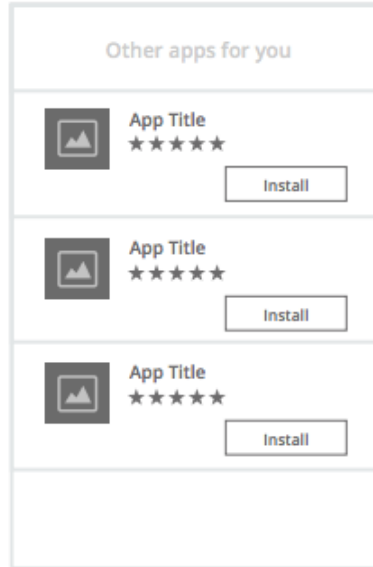 Other apps for you
App Title
★★★★★
Install
App Title
★★★★★
Install
App Title
★★★★★
Install